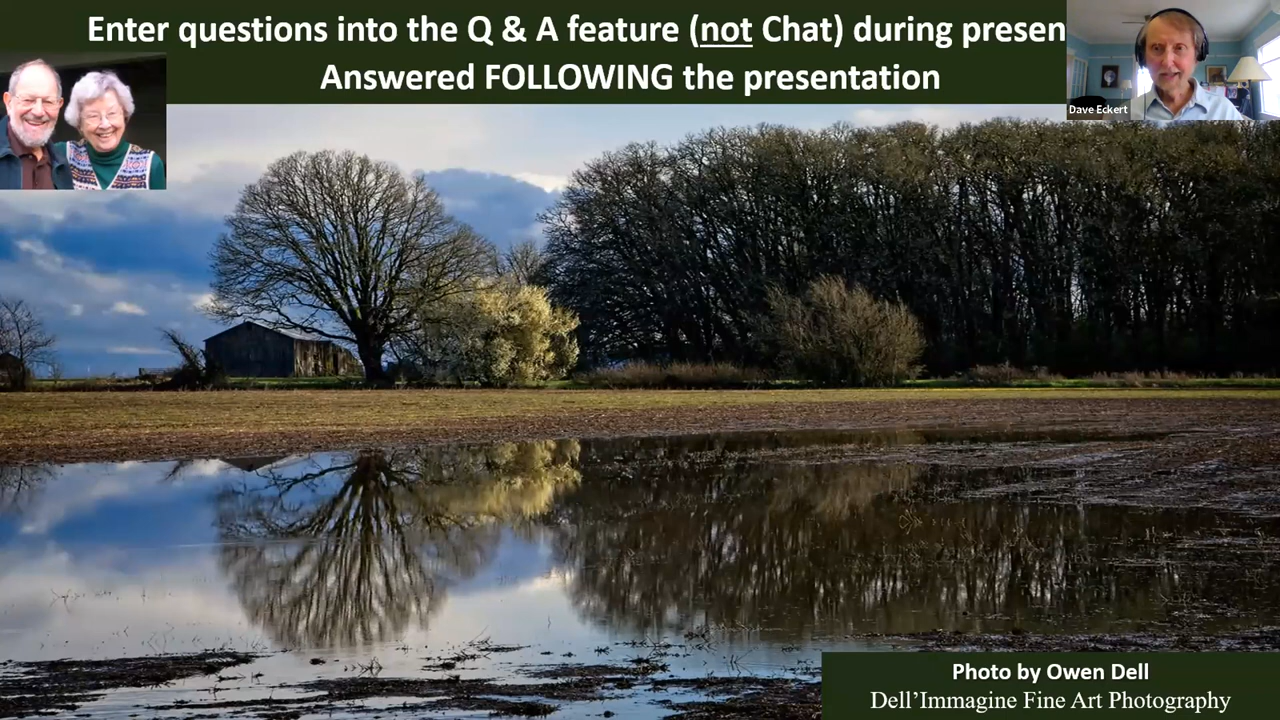 Enter questions into the Q & A feature (not Chat) during presen
Answered FOLLOWING the presentation
Dave Eckert
Photo by Owen Dell
Dell’Immagine Fine Art Photography